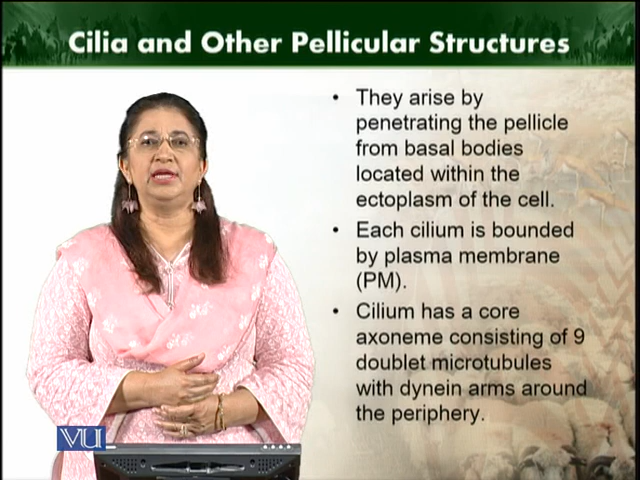 Cilia and Other Pellicular Structures
• They arise by
penetrating the pellicle
from basal bodies
located within the
ectoplasm of the cell.
• Each cilium is bounded
by plasma membrane
(PM).
• Cilium has a core
axoneme consisting of 9
doublet microtubules
with dynein arms around
the periphery.
VU